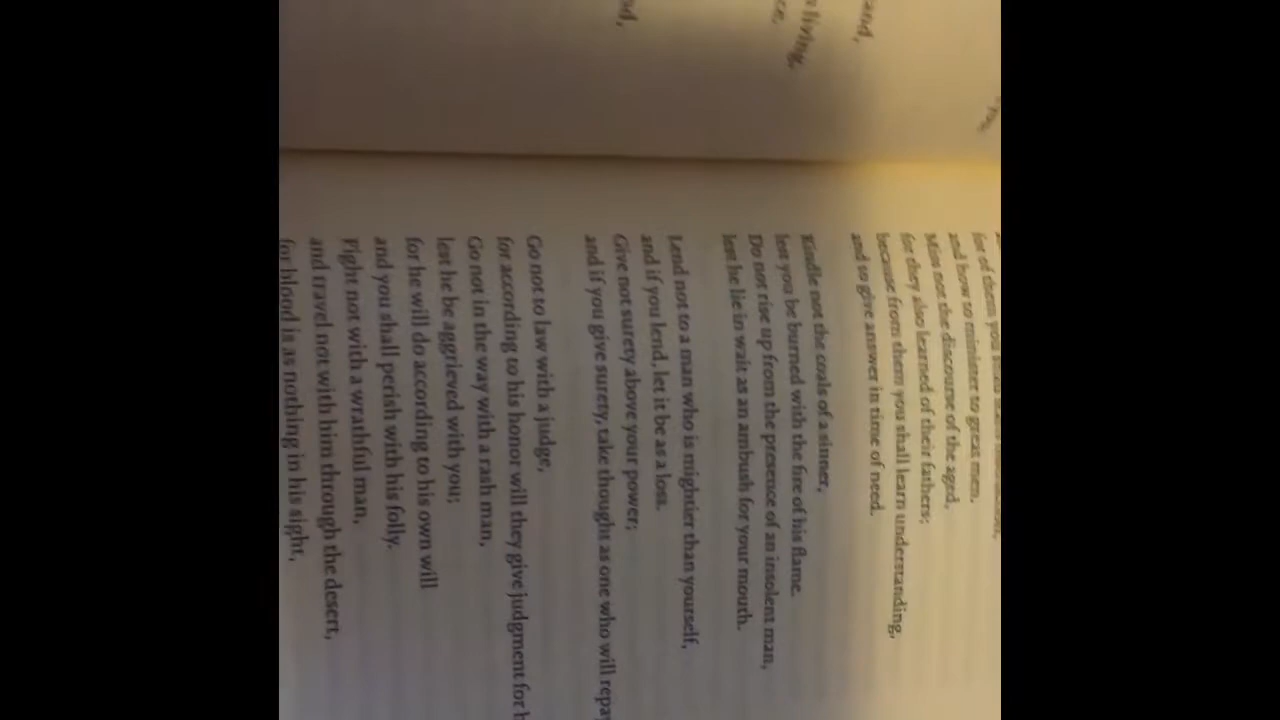 and,
living,
ce,
for of them you
and how to minister to great men.
Miss not the discourse of the aged,
for they also learned of their fathers;
because from them you shall learn understanding,
and so give answer in time of need.
Kindle not the coals of a sinner,
lest you be burned with the fire of his flame.
Do not rise up from the presence of an insolent man,
lest he lie in wait as an ambush for your mouth.
Lend not to a man who is mightier than yourself,
and if you lend, let it be as a loss.
Give not surety above your power;
and if you give surety, take thought as one who will repay
Go not to law with a judge,
for according to his honor will they give judgment for h
Go not in the way with a rash man,
lest he be aggrieved with you;
for he will do according to his own will
and you shall perish with his folly.
Fight not with a wrathful man,
and travel not with him through the desert,
for blood is as nothing in his sight,